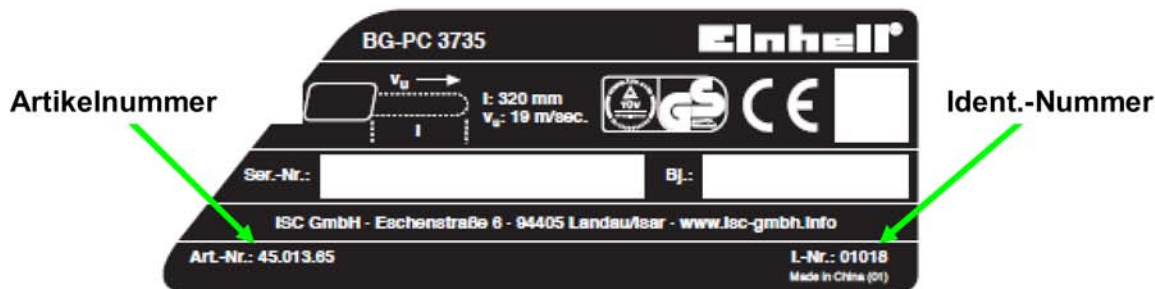 BG-PC 3735
Einhell®
Artikelnummer
Ident.-Nummer
vᵤ
l: 320 mm
vᵤ: 19 m/sec.
l
TÜV
GS
CE
Ser.-Nr.:
Bj.:
ISC GmbH - Eschenstraße 6 - 94405 Landau/Isar - www.isc-gmbh.info
Art.-Nr.: 45.013.65
I.-Nr.: 01018
Made in China (01)